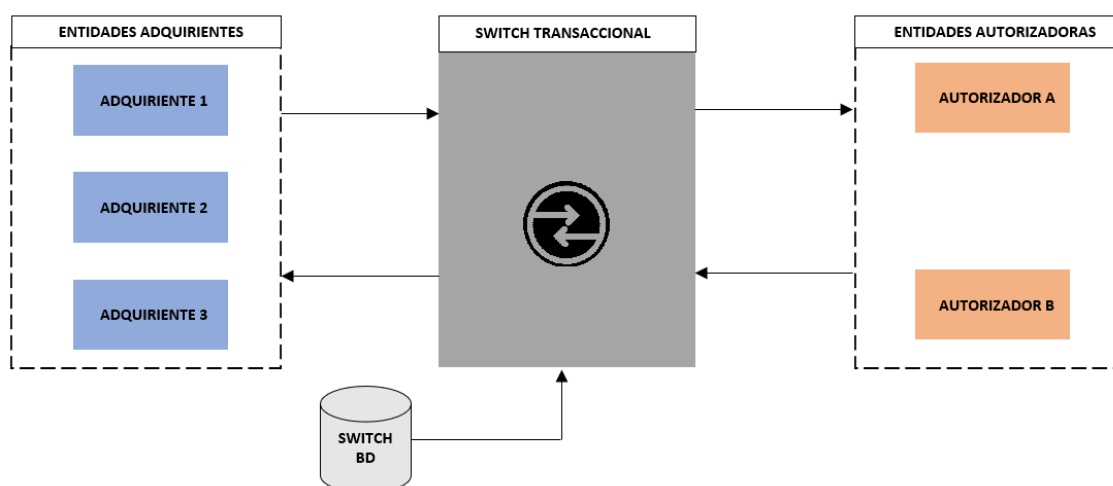 ENTIDADES ADQUIRIENTES
SWITCH TRANSACCIONAL
ENTIDADES AUTORIZADORAS
ADQUIRIENTE 1
ADQUIRIENTE 2
ADQUIRIENTE 3
AUTORIZADOR A
AUTORIZADOR B
SWITCH
BD